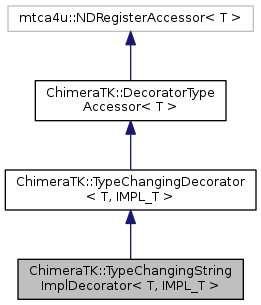 mtca4u::NDRegisterAccessor< T >
ChimeraTK::DecoratorType
Accessor< T >
ChimeraTK::TypeChangingDecorator
< T, IMPL_T >
ChimeraTK::TypeChangingString
ImplDecorator< T, IMPL_T >